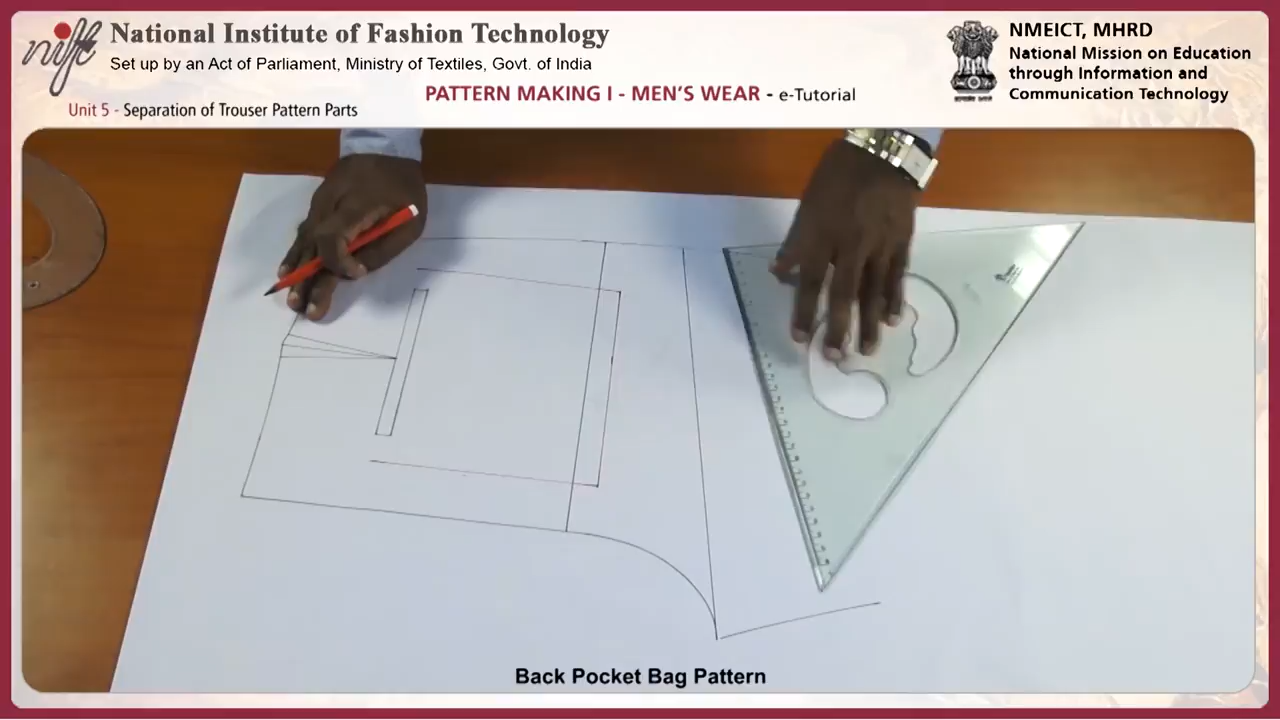 nift
National Institute of Fashion Technology
Set up by an Act of Parliament, Ministry of Textiles, Govt. of India
Unit 5 - Separation of Trouser Pattern Parts
PATTERN MAKING I - MEN'S WEAR - e-Tutorial
NMEICT, MHRD
National Mission on Education
through Information and
Communication Technology
Back Pocket Bag Pattern